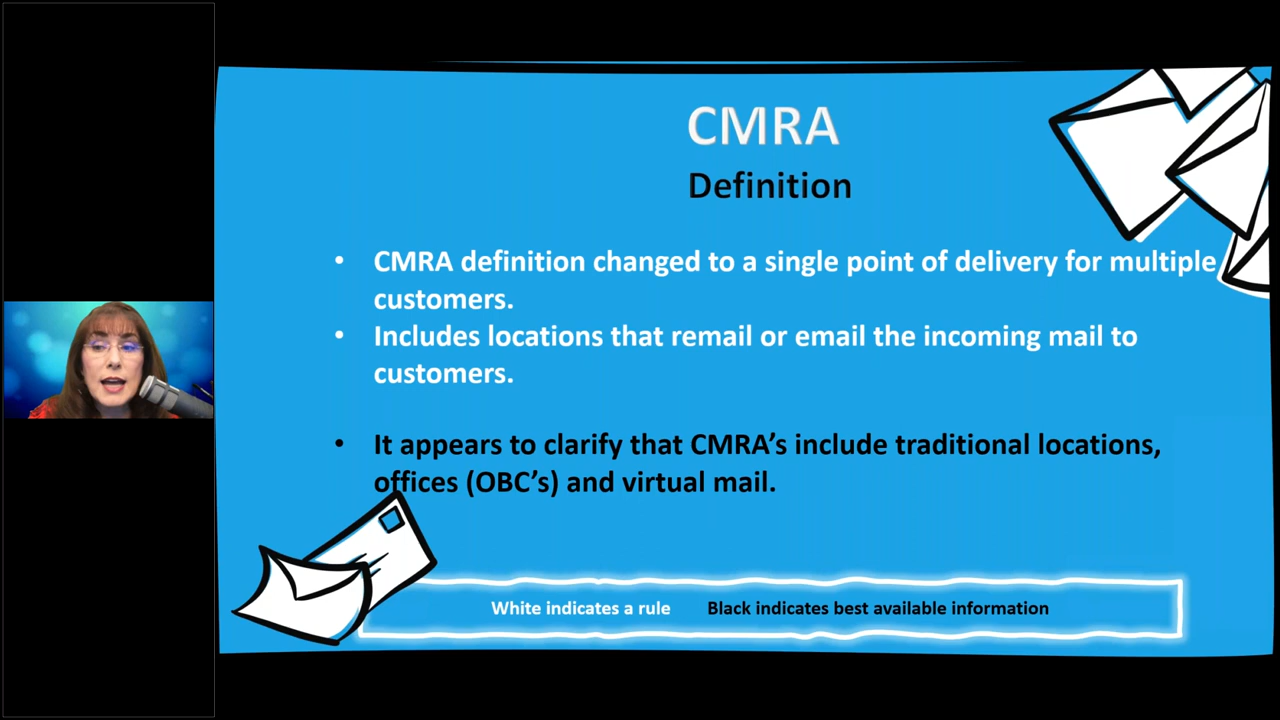 CMRA
Definition
• CMRA definition changed to a single point of delivery for multiple
customers.
• Includes locations that remail or email the incoming mail to
customers.
• It appears to clarify that CMRA’s include traditional locations,
offices (OBC’s) and virtual mail.
White indicates a rule Black indicates best available information